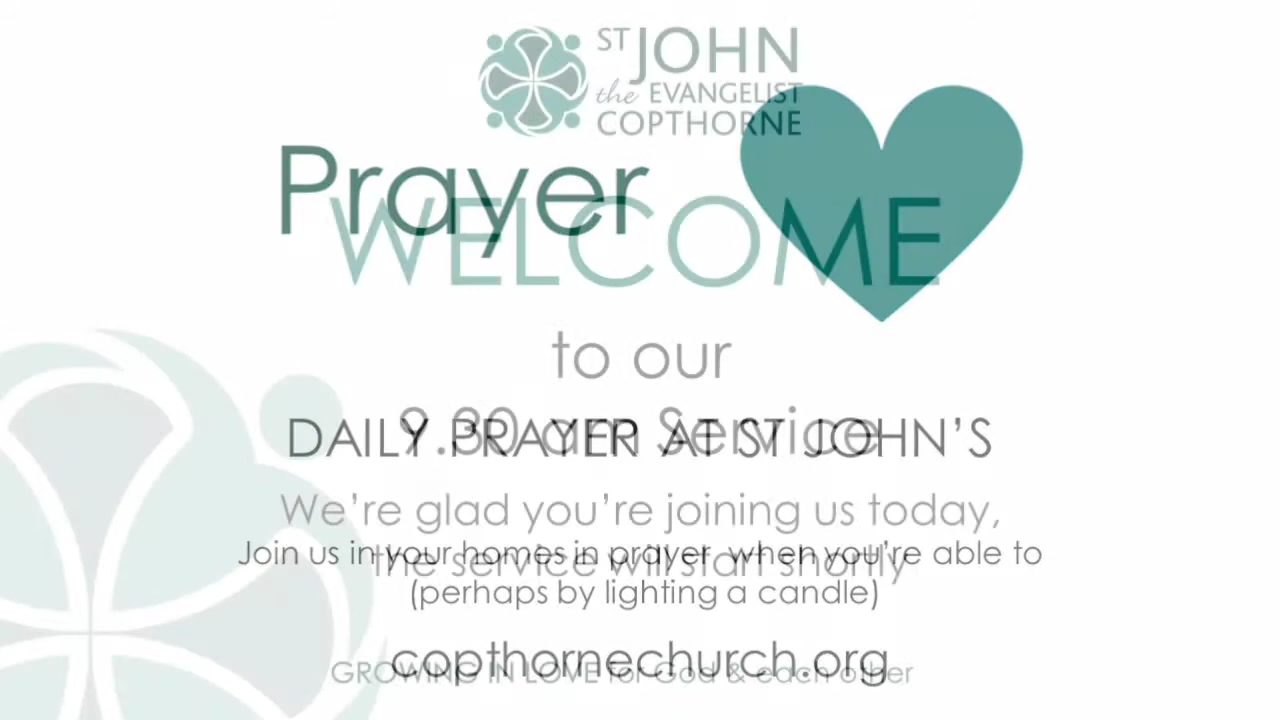 ST JOHN
the EVANGELIST
COPTHORNE
Prayer
WELCOME
to our
9.30 am Service
DAILY PRAYER AT ST JOHN'S
We're glad you're joining us today,
the service will start shortly
Join us in your homes in prayer when you're able to
(perhaps by lighting a candle)
copthornechurch.org
GROWING IN LOVE for God & each other